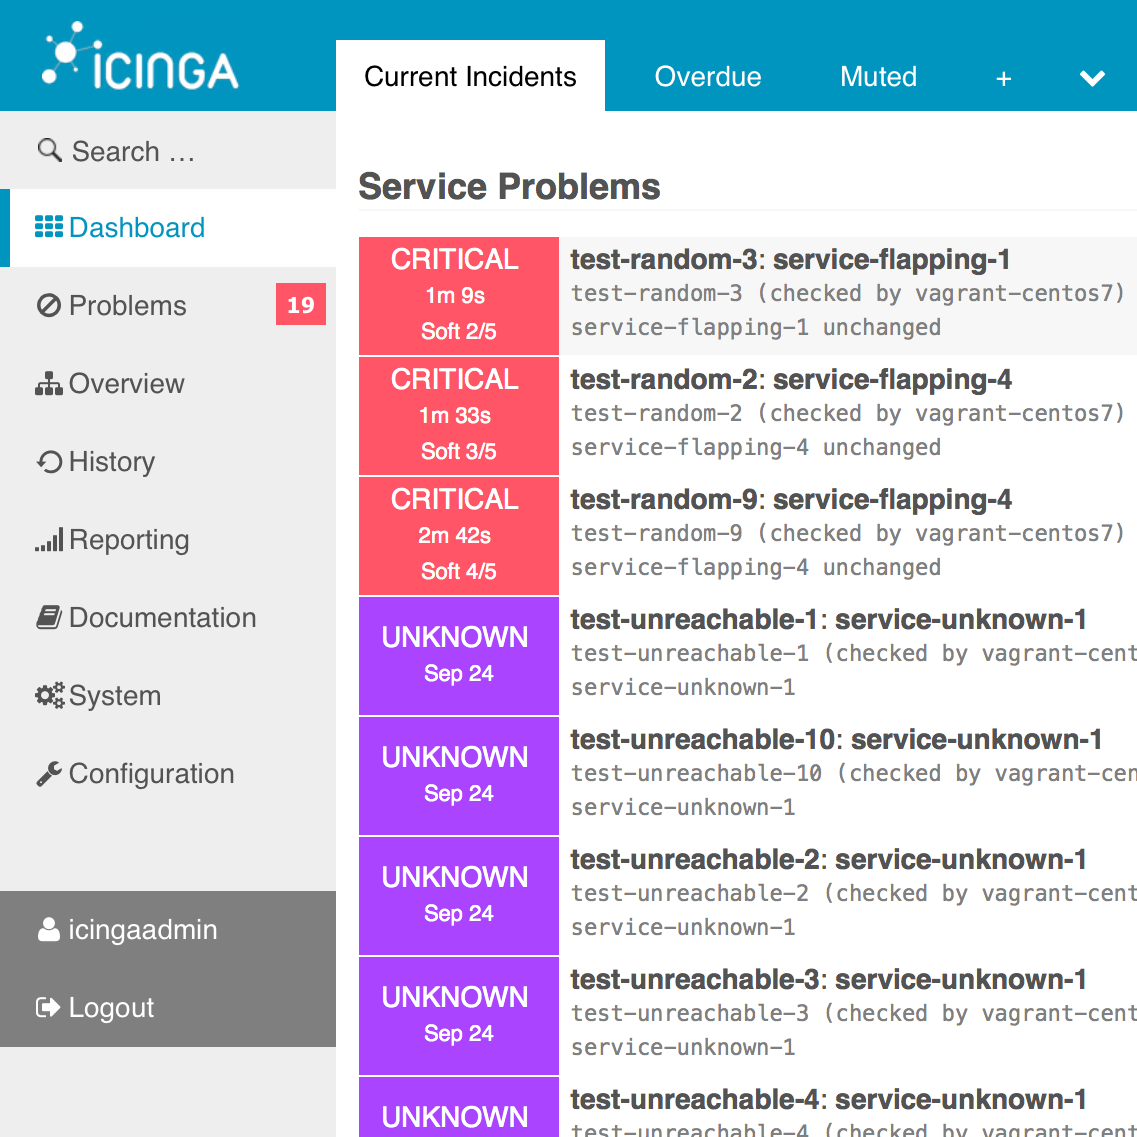 iCINGA
Current Incidents
Overdue
Muted
+
Search …
Dashboard
Problems
19
Overview
History
Reporting
Documentation
System
Configuration
icingaadmin
Logout
Service Problems
CRITICAL
1m 9s
Soft 2/5
test-random-3: service-flapping-1
test-random-3 (checked by vagrant-centos7)
service-flapping-1 unchanged
CRITICAL
1m 33s
Soft 3/5
test-random-2: service-flapping-4
test-random-2 (checked by vagrant-centos7)
service-flapping-4 unchanged
CRITICAL
2m 42s
Soft 4/5
test-random-9: service-flapping-4
test-random-9 (checked by vagrant-centos7)
service-flapping-4 unchanged
UNKNOWN
Sep 24
test-unreachable-1: service-unknown-1
test-unreachable-1 (checked by vagrant-cent
service-unknown-1
UNKNOWN
Sep 24
test-unreachable-10: service-unknown-1
test-unreachable-10 (checked by vagrant-cen
service-unknown-1
UNKNOWN
Sep 24
test-unreachable-2: service-unknown-1
test-unreachable-2 (checked by vagrant-cent
service-unknown-1
UNKNOWN
Sep 24
test-unreachable-3: service-unknown-1
test-unreachable-3 (checked by vagrant-cent
service-unknown-1
UNKNOWN
test-unreachable-4: service-unknown-1
test-unreachable-4 (checked by vagrant-cent